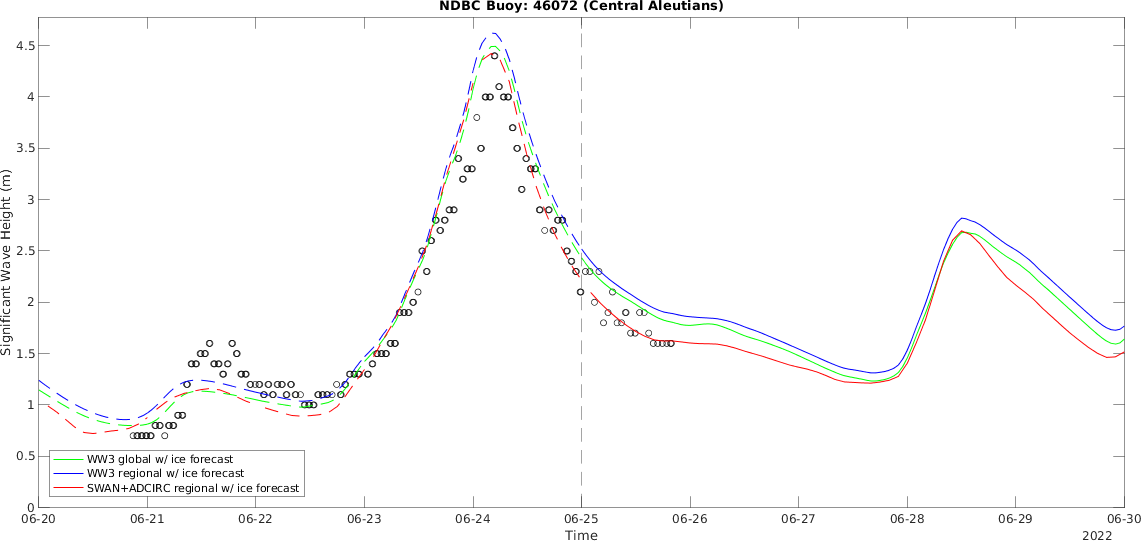 NDBC Buoy: 46072 (Central Aleutians)
Significant Wave Height (m)
4.5
4
3.5
3
2.5
2
1.5
1
0.5
0
WW3 global w/ ice forecast
WW3 regional w/ ice forecast
SWAN+ADCIRC regional w/ ice forecast
06-20 06-21 06-22 06-23 06-24 06-25 06-26 06-27 06-28 06-29 06-30
Time
2022